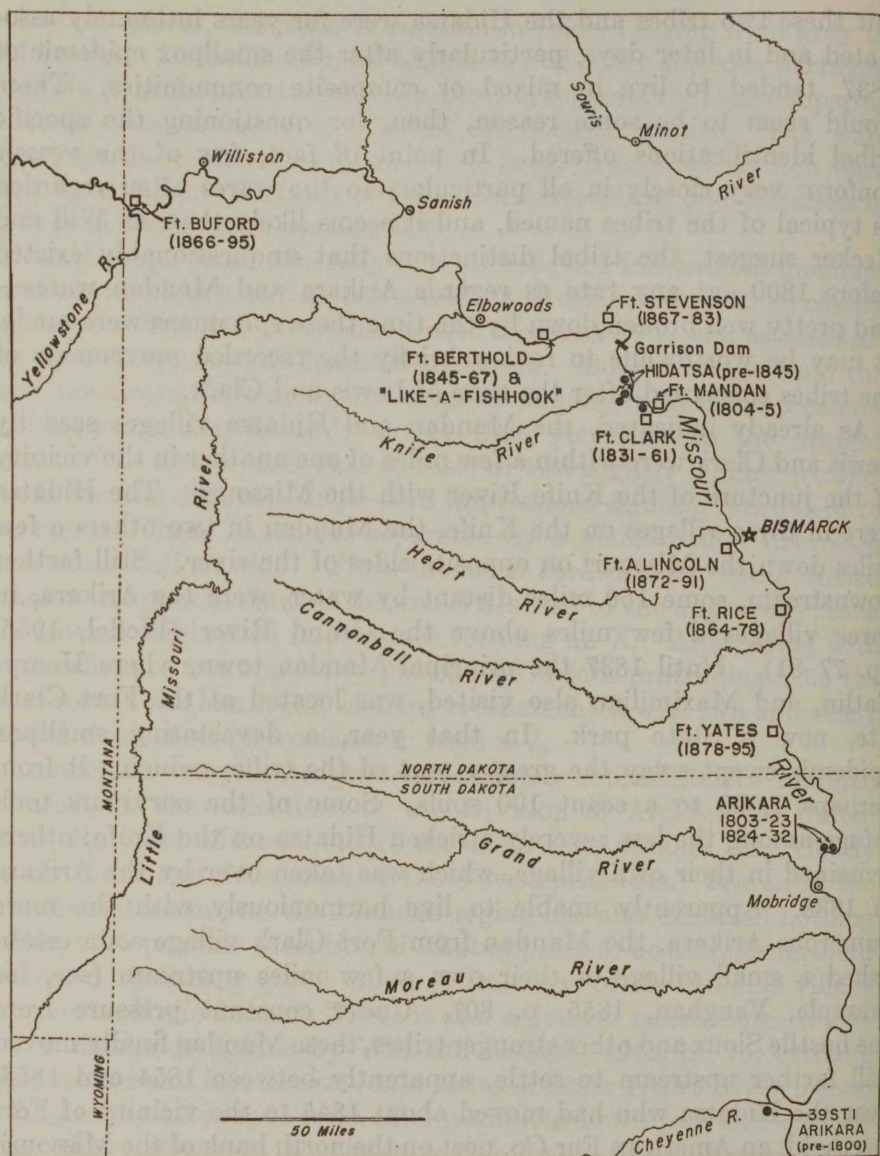 Souris
Minot
River
Williston
Sanish
Ft. BUFORD
(1866-95)
Yellowstone R.
Elbowoods
Ft. STEVENSON
(1867-83)
Garrison Dam
Ft. BERTHOLD
(1845-67) &
"LIKE-A-FISHHOOK"
HIDATSA (pre-1845)
Ft. MANDAN
(1804-5)
Knife River
Ft. CLARK
(1831-61)
Missouri
River
BISMARCK
Heart River
Ft. A. LINCOLN
(1872-91)
Cannonball River
Ft. RICE
(1864-78)
Little Missouri River
Ft. YATES
(1878-95)
MONTANA
NORTH DAKOTA
SOUTH DAKOTA
ARIKARA
1803-23
1824-32
Grand River
Mobridge
Moreau River
WYOMING
50 Miles
Cheyenne R.
39ST1
ARIKARA
(pre-1800)